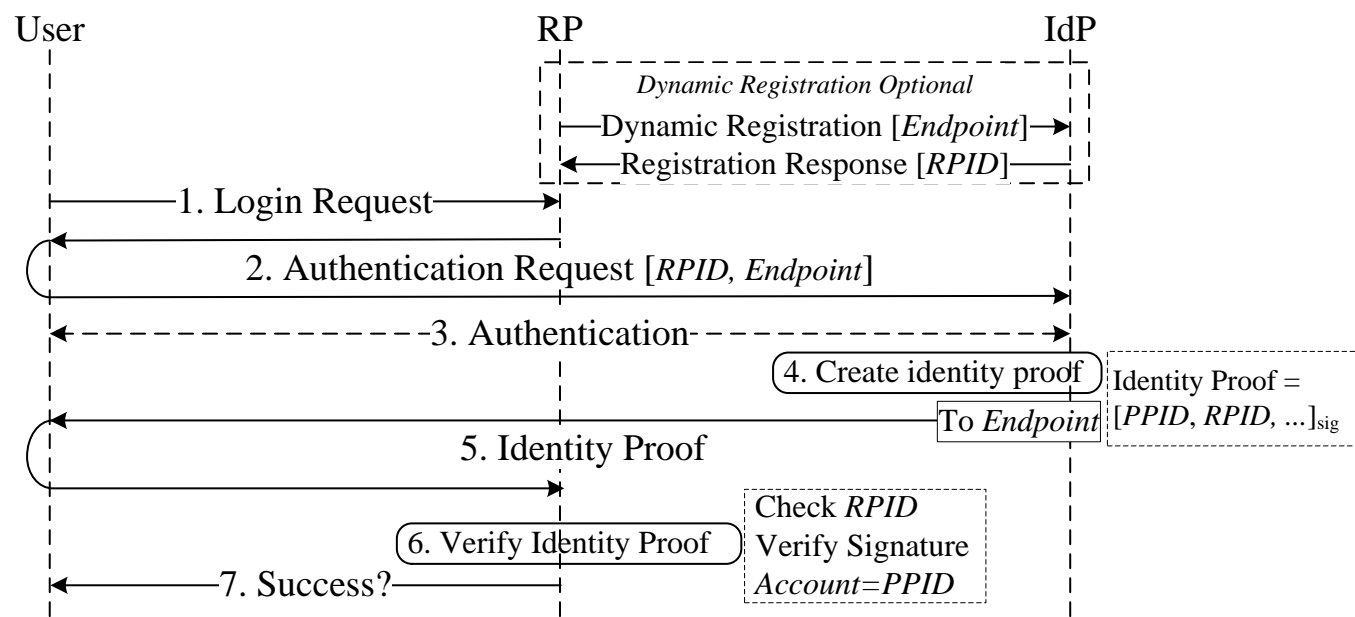 User RP IdP
Dynamic Registration Optional
Dynamic Registration [Endpoint]
Registration Response [RPID]
1. Login Request
2. Authentication Request [RPID, Endpoint]
3. Authentication
4. Create identity proof
Identity Proof =
[PPID, RPID, ...]sig
To Endpoint
5. Identity Proof
6. Verify Identity Proof
Check RPID
Verify Signature
Account=PPID
7. Success?